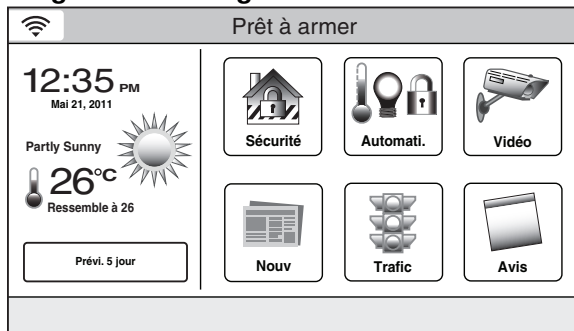 Prêt à armer
12:35 PM
Mai 21, 2011
Partly Sunny
26°C
Ressemble à 26
Prévi. 5 jour
Sécurité
Automati.
Vidéo
Nouv
Trafic
Avis